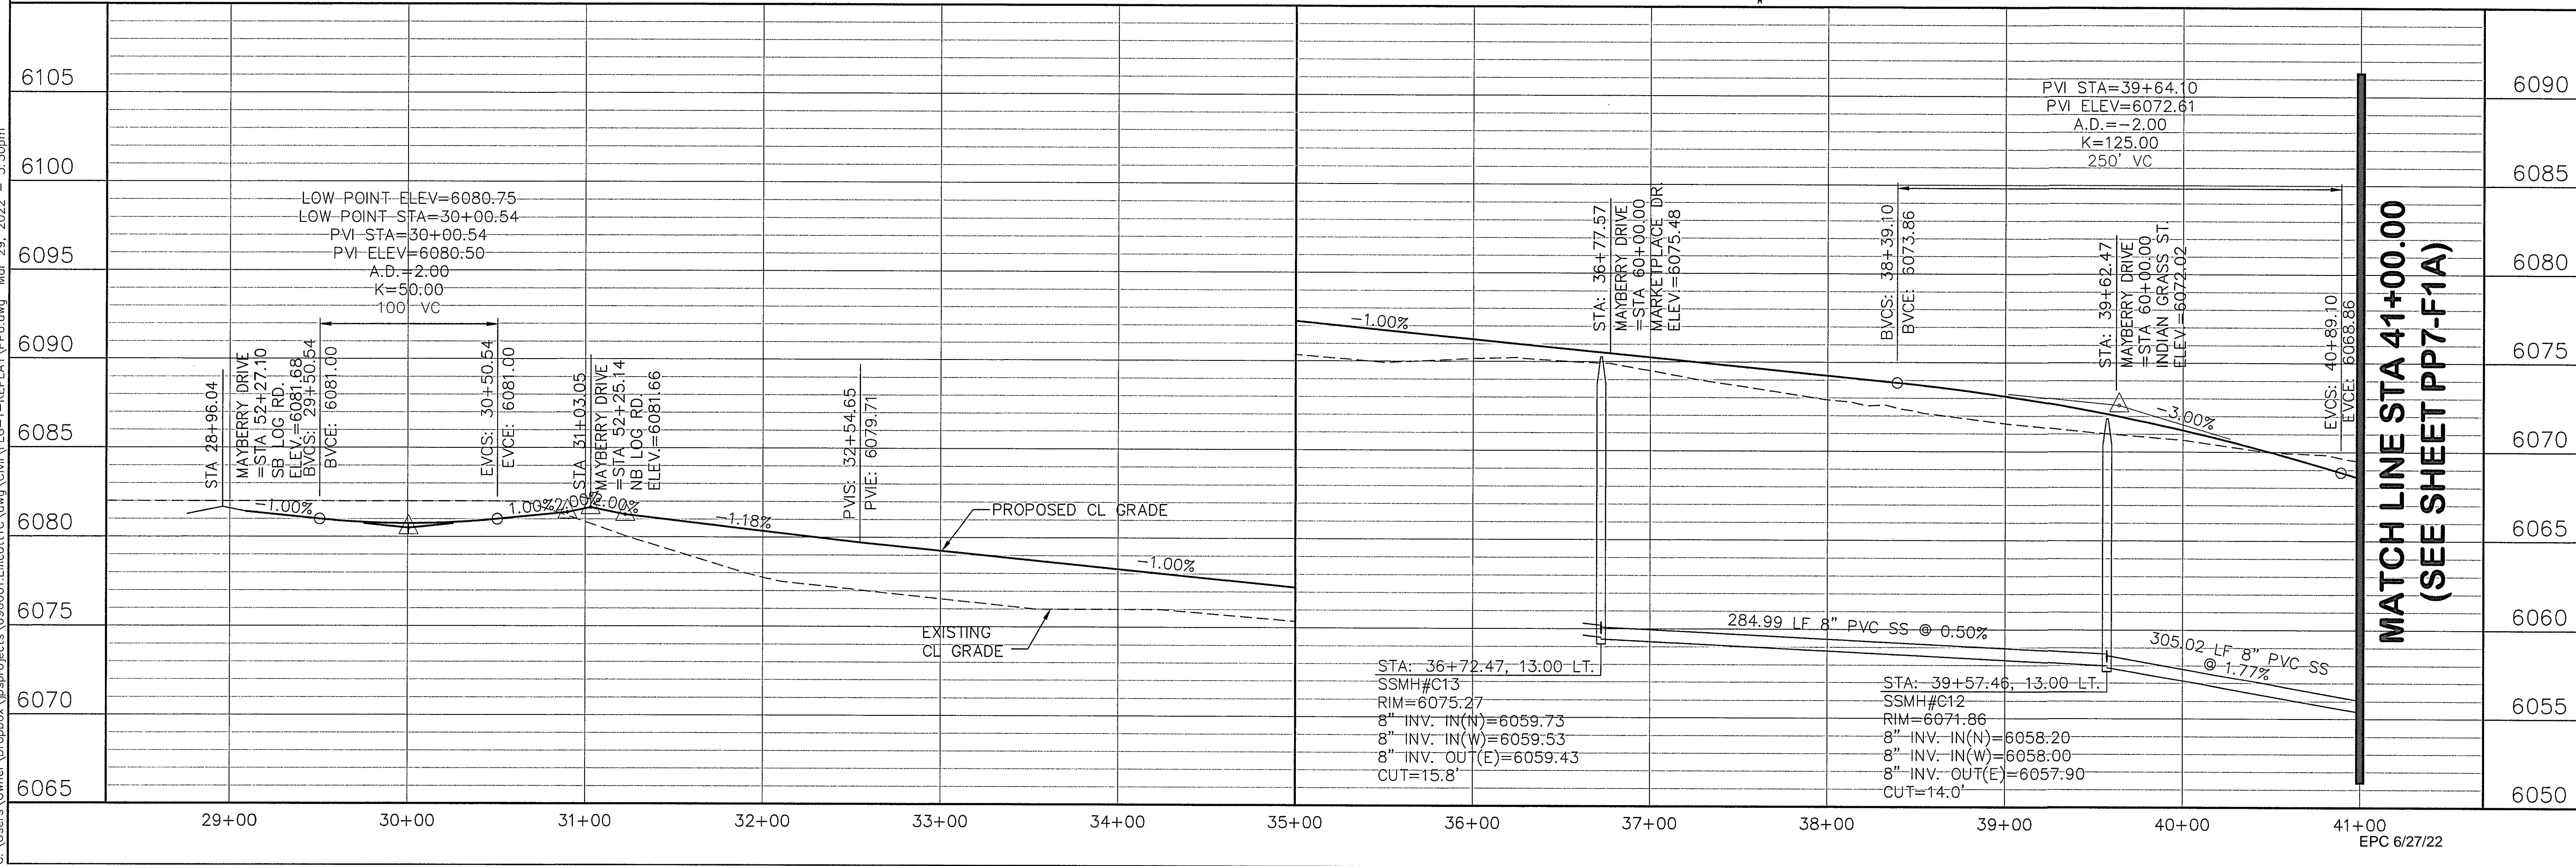 6105
6100
6095
6090
6085
6080
6075
6070
6065
LOW POINT ELEV=6080.75
LOW POINT STA=30+00.54
PVI STA=30+00.54
PVI ELEV=6080.50
A.D.=2.00
K=50.00
100' VC
STA 28+96.04
MAYBERRY DRIVE
=STA 52+27.10
SB LOG RD.
ELEV.=6081.68
BVCS: 29+50.54
BVCE: 6081.00
EVCS: 30+50.54
EVCE: 6081.00
STA 31+03.05
MAYBERRY DRIVE
=STA 52+25.14
NB LOG RD.
ELEV.=6081.66
PVIS: 32+54.65
PVIE: 6079.71
-1.00%
1.00%
2.00%
-2.00%
-1.18%
-1.00%
PROPOSED CL GRADE
EXISTING
CL GRADE
-1.00%
STA: 36+77.57
MAYBERRY DRIVE
=STA 60+00.00
MARKETPLACE DR.
ELEV.=6075.48
BVCS: 38+39.10
BVCE: 6073.86
PVI STA=39+64.10
PVI ELEV=6072.61
A.D.=-2.00
K=125.00
250' VC
STA: 39+62.47
MAYBERRY DRIVE
=STA 60+00.00
INDIAN GRASS ST.
ELEV.=6072.02
-3.00%
EVCS: 40+89.10
EVCE: 6068.86
MATCH LINE STA 41+00.00
(SEE SHEET PP7-F1A)
284.99 LF 8" PVC SS @ 0.50%
305.02 LF 8" PVC SS
@ 1.77%
STA: 36+72.47, 13.00 LT.
SSMH#C13
RIM=6075.27
8" INV. IN(N)=6059.73
8" INV. IN(W)=6059.53
8" INV. OUT(E)=6059.43
CUT=15.8'
STA: 39+57.46, 13.00 LT.
SSMH#C12
RIM=6071.86
8" INV. IN(N)=6058.20
8" INV. IN(W)=6058.00
8" INV. OUT(E)=6057.90
CUT=14.0'
6090
6085
6080
6075
6070
6065
6060
6055
6050
29+00
30+00
31+00
32+00
33+00
34+00
35+00
36+00
37+00
38+00
39+00
40+00
41+00
EPC 6/27/22